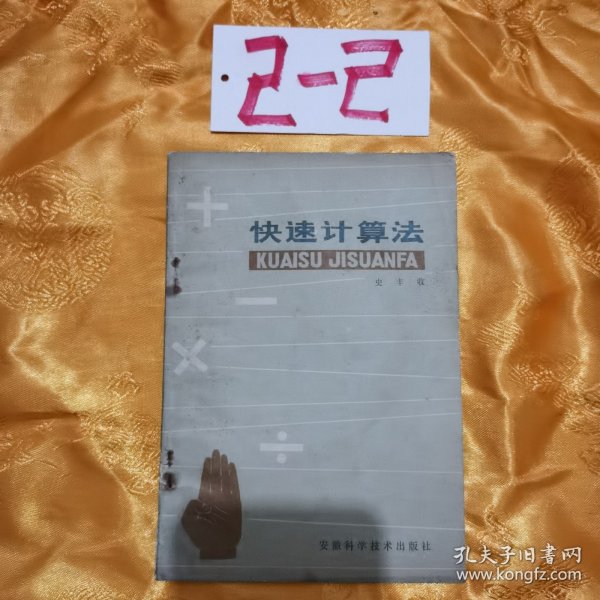 2-2
快速计算法
KUAISU JISUANFA
史丰收
安徽科学技术出版社
孔夫子旧书网
www.kongfz.com